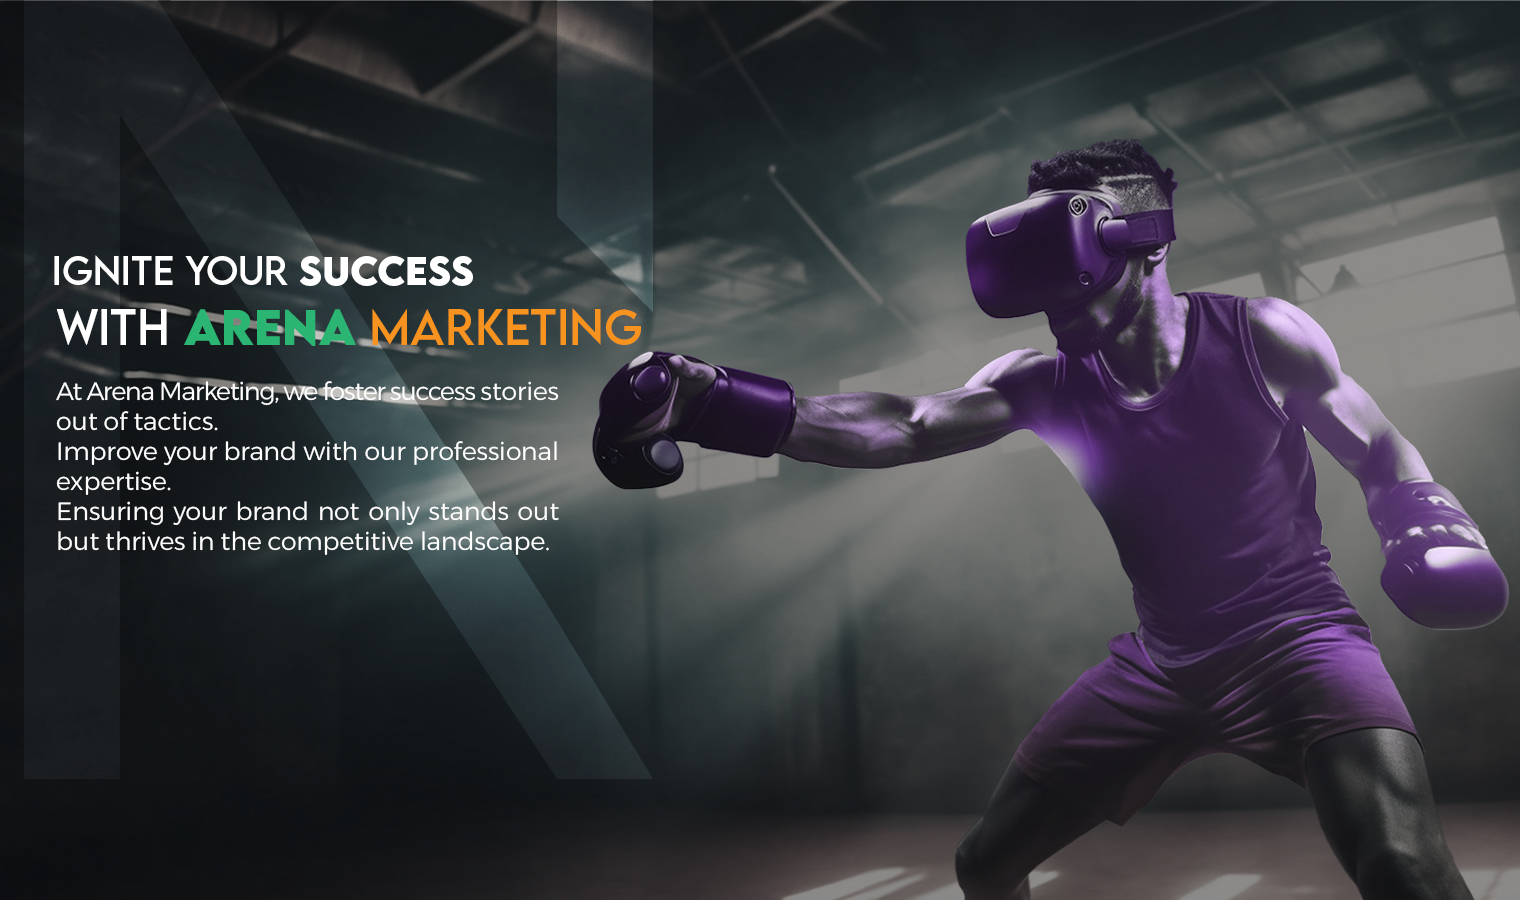 IGNITE YOUR SUCCESS
WITH ARENA MARKETING
At Arena Marketing, we foster success stories
out of tactics.
Improve your brand with our professional
expertise.
Ensuring your brand not only stands out
but thrives in the competitive landscape.